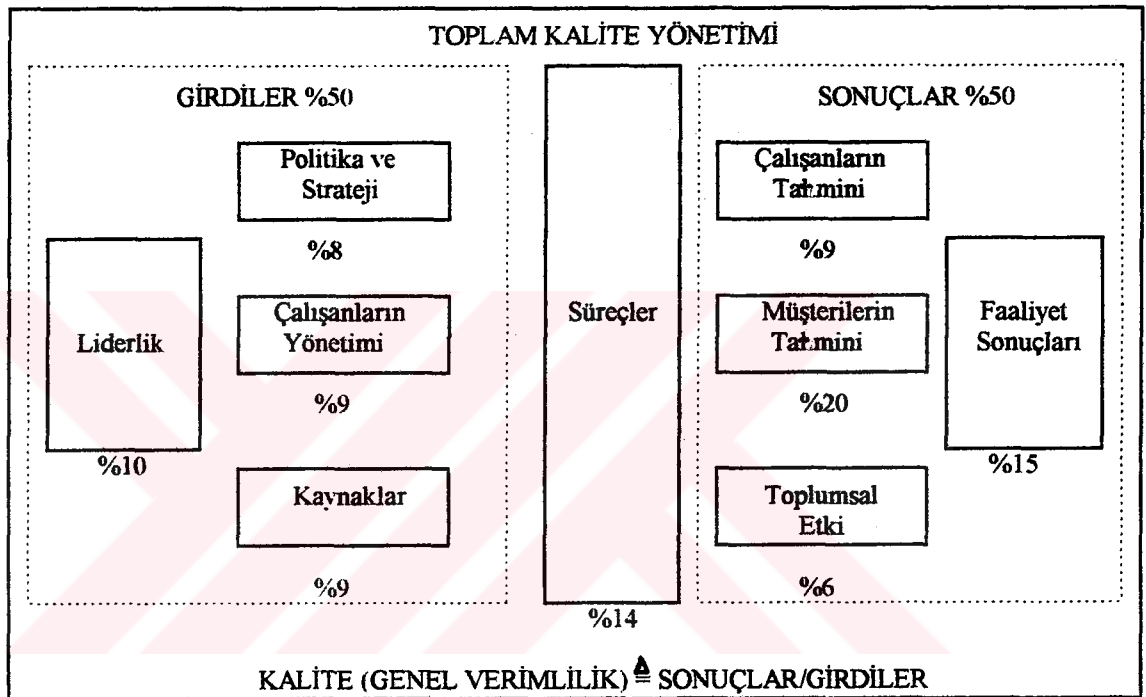 TOPLAM KALİTE YÖNETİMİ
GİRDİLER %50
Politika ve
Strateji
%8
Liderlik
%10
Çalışanların
Yönetimi
%9
Kaynaklar
%9
Süreçler
%14
SONUÇLAR %50
Çalışanların
Tatmini
%9
Müşterilerin
Tatmini
%20
Toplumsal
Etki
%6
Faaliyet
Sonuçları
%15
KALİTE (GENEL VERİMLİLİK) ≙ SONUÇLAR/GİRDİLER